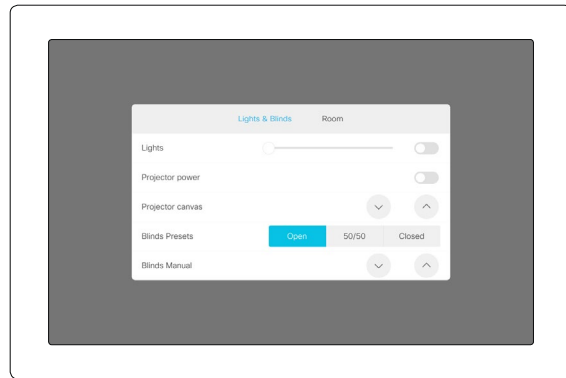 Lights & Blinds Room
Lights
Projector power
Projector canvas
Blinds Presets Open 50/50 Closed
Blinds Manual